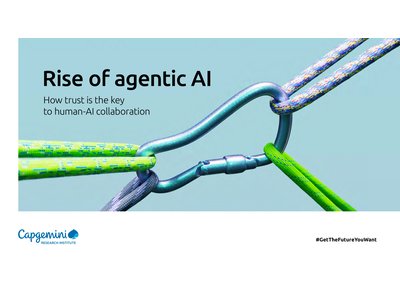 Rise of agentic AI
How trust is the key
to human-AI collaboration
Capgemini
RESEARCH INSTITUTE
#GetTheFutureYouWant